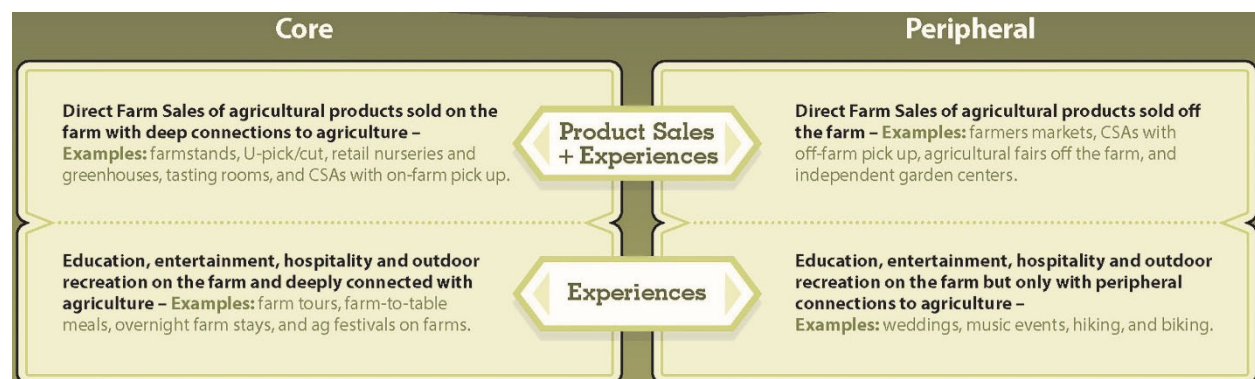 Core
Peripheral
Direct Farm Sales of agricultural products sold on the
farm with deep connections to agriculture –
Examples: farmstands, U-pick/cut, retail nurseries and
greenhouses, tasting rooms, and CSAs with on-farm pick up.
Product Sales
+ Experiences
Direct Farm Sales of agricultural products sold off
the farm – Examples: farmers markets, CSAs with
off-farm pick up, agricultural fairs off the farm, and
independent garden centers.
Education, entertainment, hospitality and outdoor
recreation on the farm and deeply connected with
agriculture – Examples: farm tours, farm-to-table
meals, overnight farm stays, and ag festivals on farms.
Experiences
Education, entertainment, hospitality and outdoor
recreation on the farm but only with peripheral
connections to agriculture –
Examples: weddings, music events, hiking, and biking.